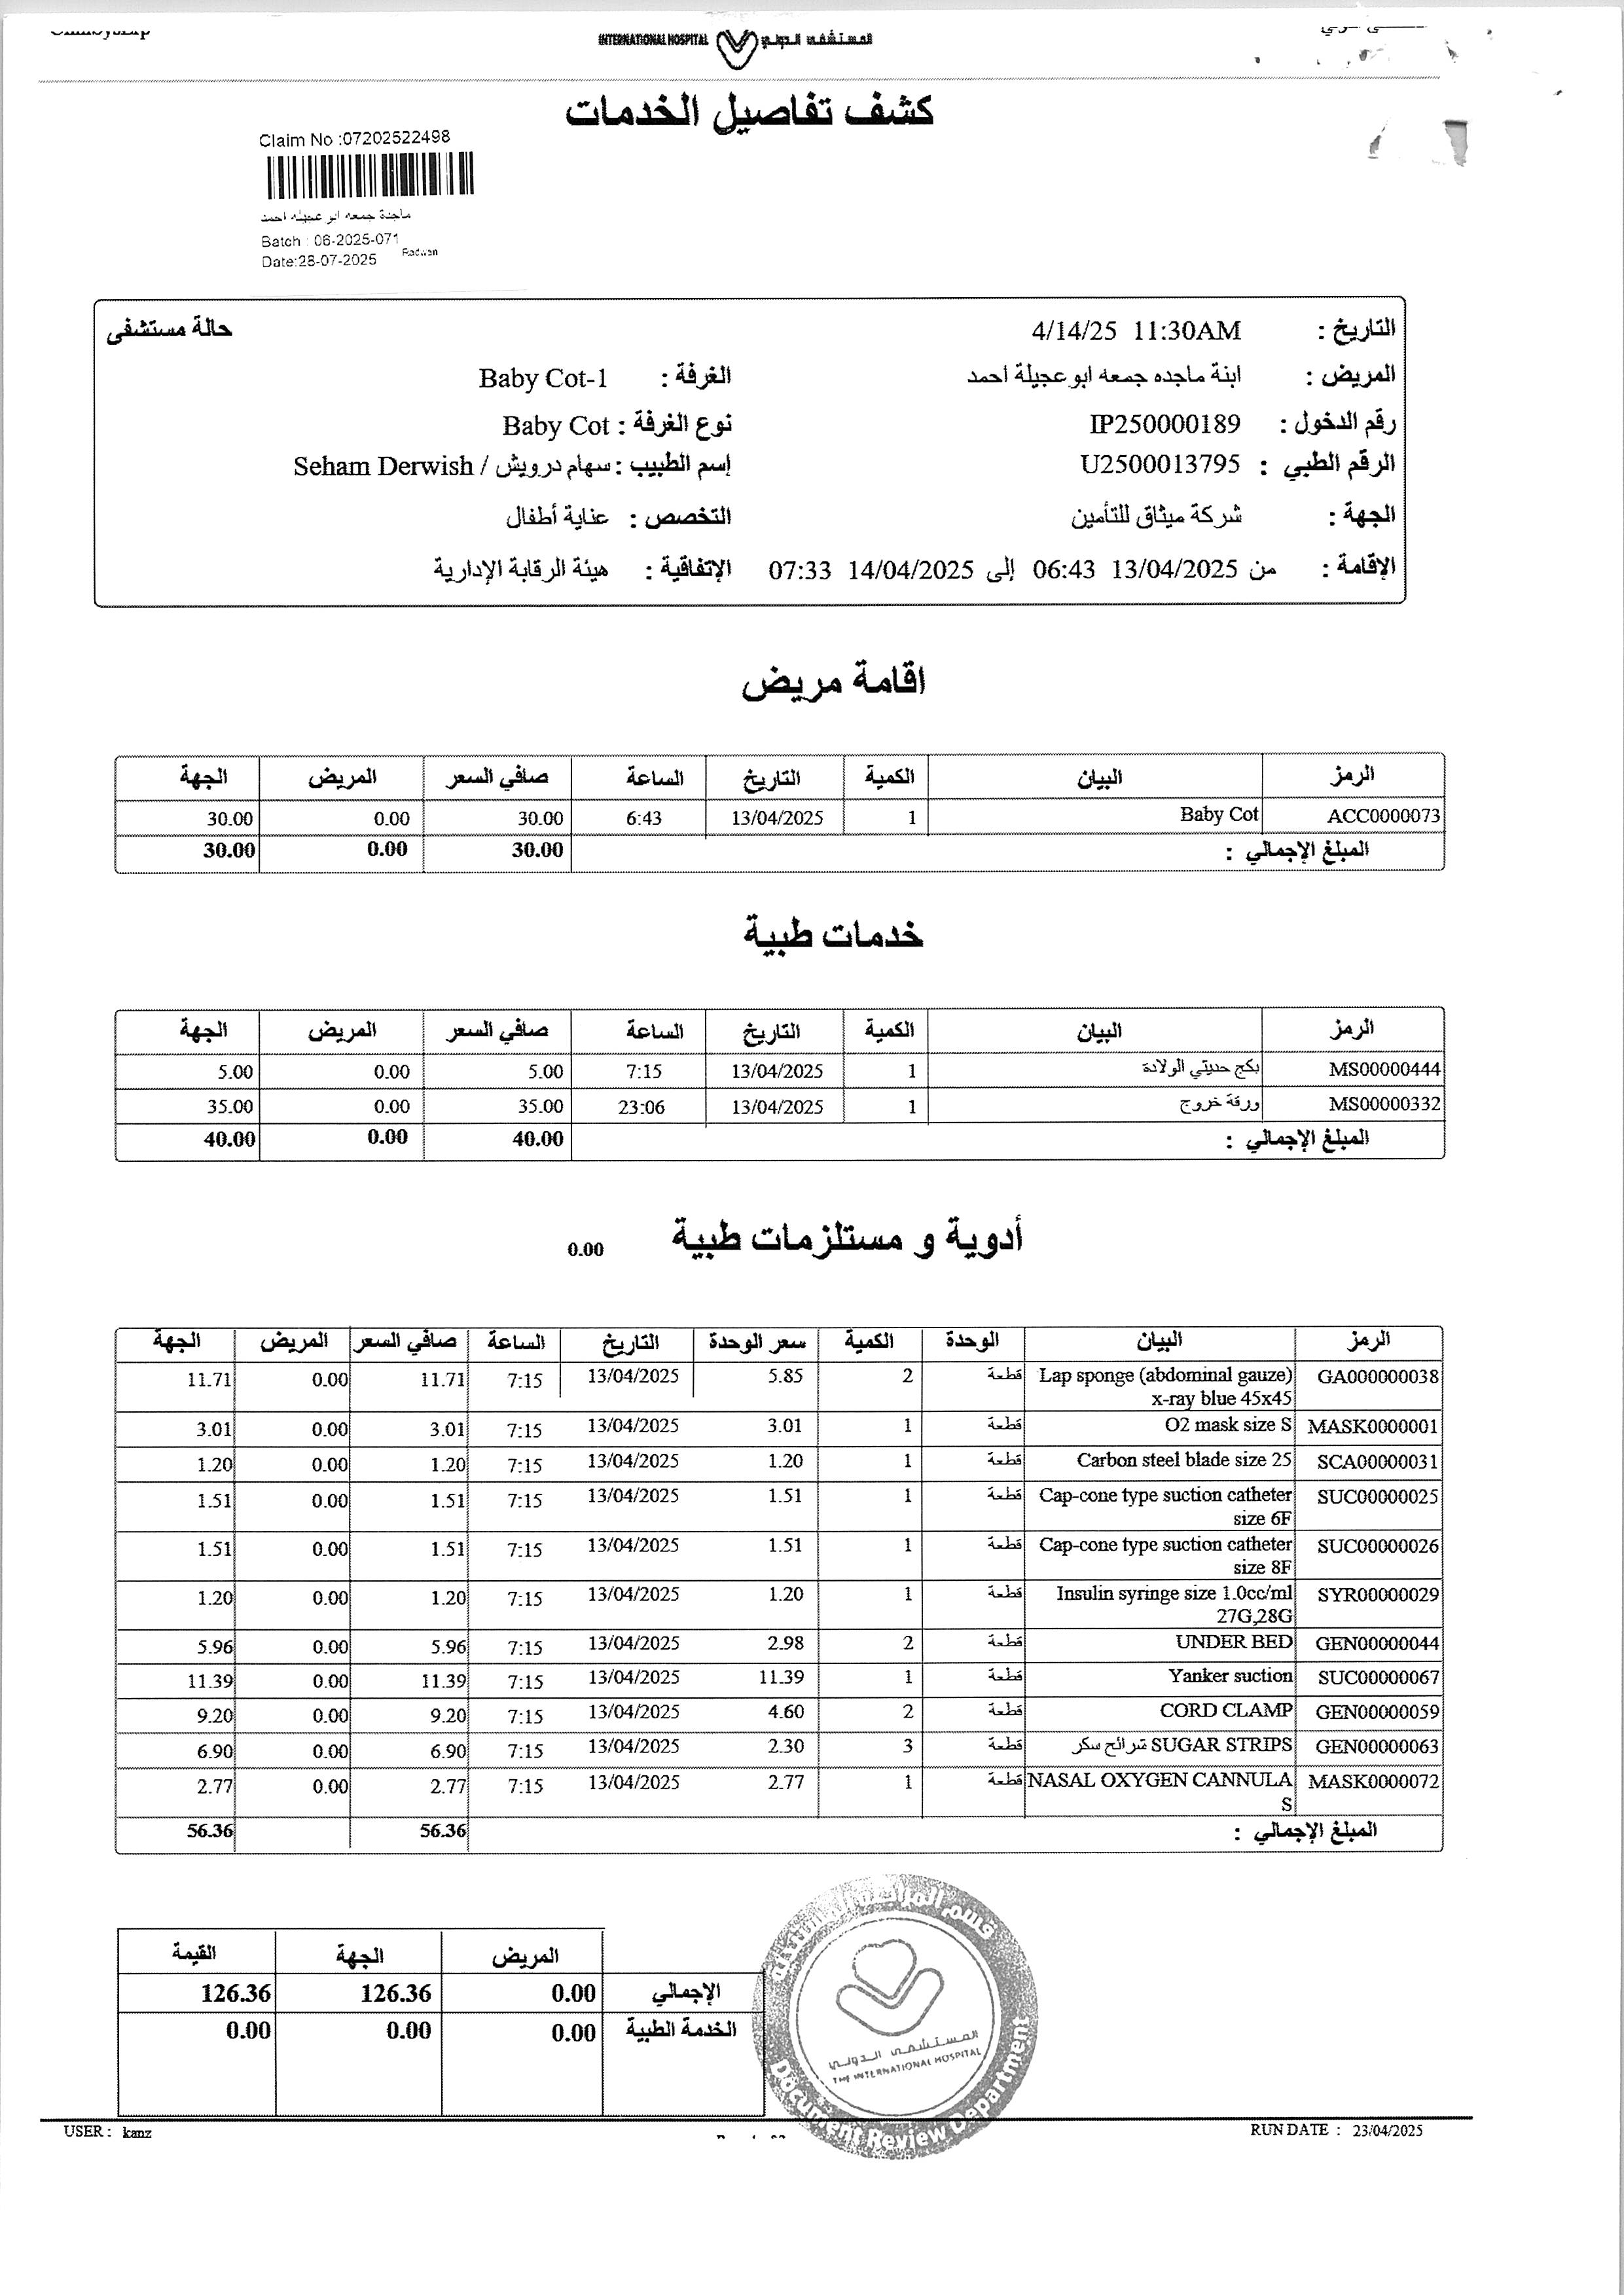 INTERNATIONAL HOSPITAL المستشفى الدولي
كشف تفاصيل الخدمات
Claim No :07202522498
ماجدة جمعه ابو عجيله احمد
Batch : 06-2025-071
Radwan
Date:28-07-2025
التاريخ : 4/14/25 11:30AM حالة مستشفى
المريض : ابنة ماجده جمعه ابو عجيلة احمد الغرفة : Baby Cot-1
رقم الدخول : IP250000189 نوع الغرفة : Baby Cot
الرقم الطبي : U2500013795 إسم الطبيب : سهام درويش / Seham Derwish
الجهة : شركة ميثاق للتأمين التخصص : عناية أطفال
الإقامة : من 13/04/2025 06:43 إلى 14/04/2025 07:33 الإتفاقية : هيئة الرقابة الإدارية
اقامة مريض
الرمز البيان الكمية التاريخ الساعة صافي السعر المريض الجهة
ACC0000073 Baby Cot 1 13/04/2025 6:43 30.00 0.00 30.00
المبلغ الإجمالي : 30.00 0.00 30.00
خدمات طبية
الرمز البيان الكمية التاريخ الساعة صافي السعر المريض الجهة
MS00000444 بكج حديتي الولادة 1 13/04/2025 7:15 5.00 0.00 5.00
MS00000332 ورقة خروج 1 13/04/2025 23:06 35.00 0.00 35.00
المبلغ الإجمالي : 40.00 0.00 40.00
أدوية و مستلزمات طبية 0.00
الرمز البيان الوحدة الكمية سعر الوحدة التاريخ الساعة صافي السعر المريض الجهة
GA000000038 Lap sponge (abdominal gauze) قطعة 2 5.85 13/04/2025 7:15 11.71 0.00 11.71
x-ray blue 45x45
MASK0000001 O2 mask size S قطعة 1 3.01 13/04/2025 7:15 3.01 0.00 3.01
SCA00000031 Carbon steel blade size 25 قطعة 1 1.20 13/04/2025 7:15 1.20 0.00 1.20
SUC00000025 Cap-cone type suction catheter قطعة 1 1.51 13/04/2025 7:15 1.51 0.00 1.51
size 6F
SUC00000026 Cap-cone type suction catheter قطعة 1 1.51 13/04/2025 7:15 1.51 0.00 1.51
size 8F
SYR00000029 Insulin syringe size 1.0cc/ml قطعة 1 1.20 13/04/2025 7:15 1.20 0.00 1.20
27G,28G
GEN00000044 UNDER BED قطعة 2 2.98 13/04/2025 7:15 5.96 0.00 5.96
SUC00000067 Yanker suction قطعة 1 11.39 13/04/2025 7:15 11.39 0.00 11.39
GEN00000059 CORD CLAMP قطعة 2 4.60 13/04/2025 7:15 9.20 0.00 9.20
GEN00000063 SUGAR STRIPS شرائح سكر قطعة 3 2.30 13/04/2025 7:15 6.90 0.00 6.90
MASK0000072 NASAL OXYGEN CANNULA قطعة 1 2.77 13/04/2025 7:15 2.77 0.00 2.77
S
المبلغ الإجمالي : 56.36 56.36
المريض الجهة القيمة
الإجمالي 0.00 126.36 126.36
الخدمة الطبية 0.00 0.00 0.00
المستشفى الدولي
THE INTERNATIONAL HOSPITAL
Document Review Department
USER : kanz
RUN DATE : 23/04/2025